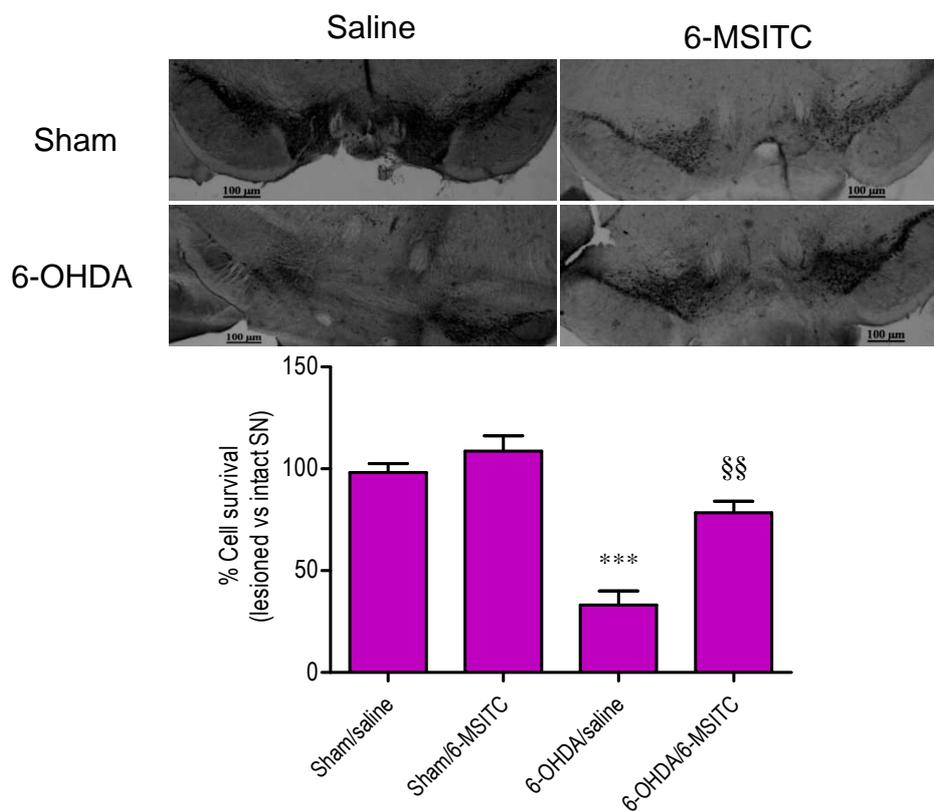 Saline
6-MSITC
Sham
100 µm
100 µm
6-OHDA
100 µm
100 µm
150
100
50
0
% Cell survival
(lesioned vs intact SN)
***
§§
Sham/saline
Sham/6-MSITC
6-OHDA/saline
6-OHDA/6-MSITC